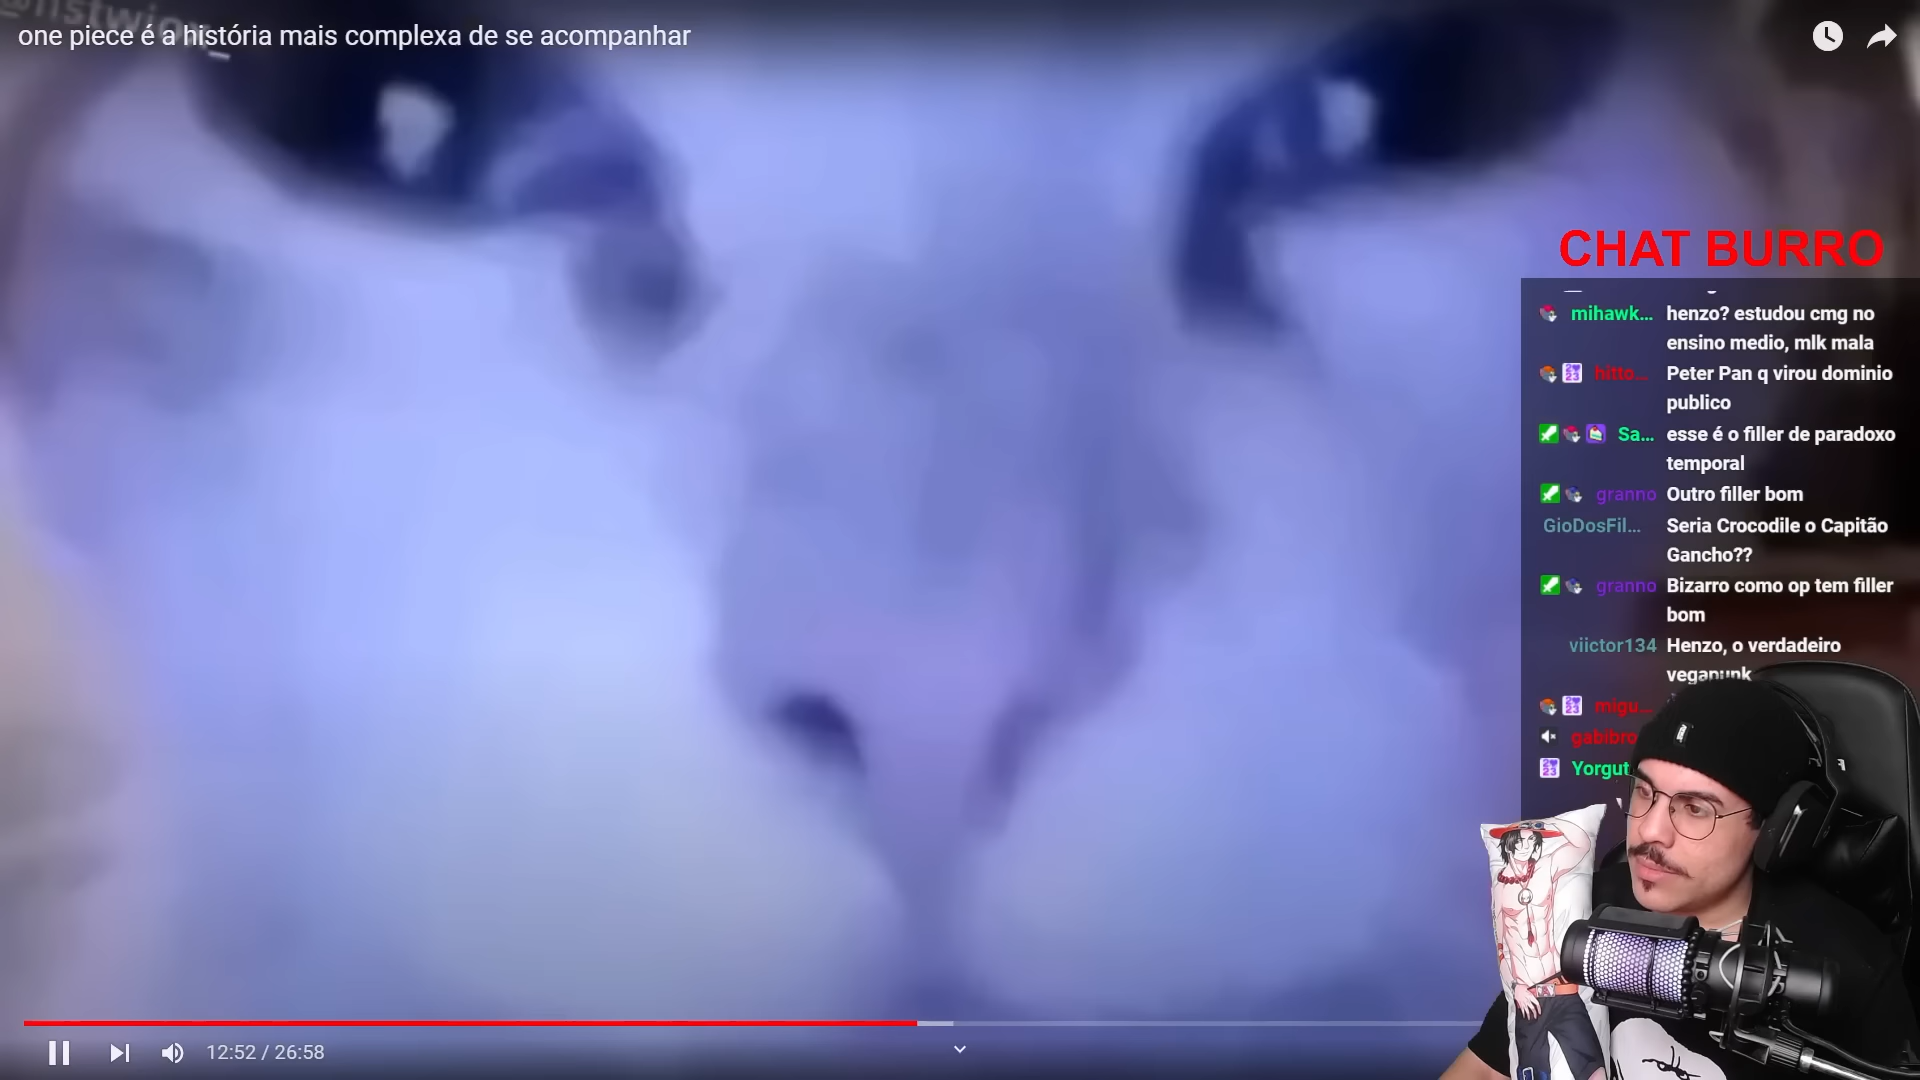 one piece é a história mais complexa de se acompanhar
CHAT BURRO
mihawk... henzo? estudou cmg no
ensino medio, mlk mala
hitto... Peter Pan q virou dominio
publico
Sa... esse é o filler de paradoxo
temporal
granno Outro filler bom
GioDosFil... Seria Crocodile o Capitão
Gancho??
granno Bizarro como op tem filler
bom
viictor134 Henzo, o verdadeiro
vegapunk
migu...
gabibro
Yorgut
12:52 / 26:58